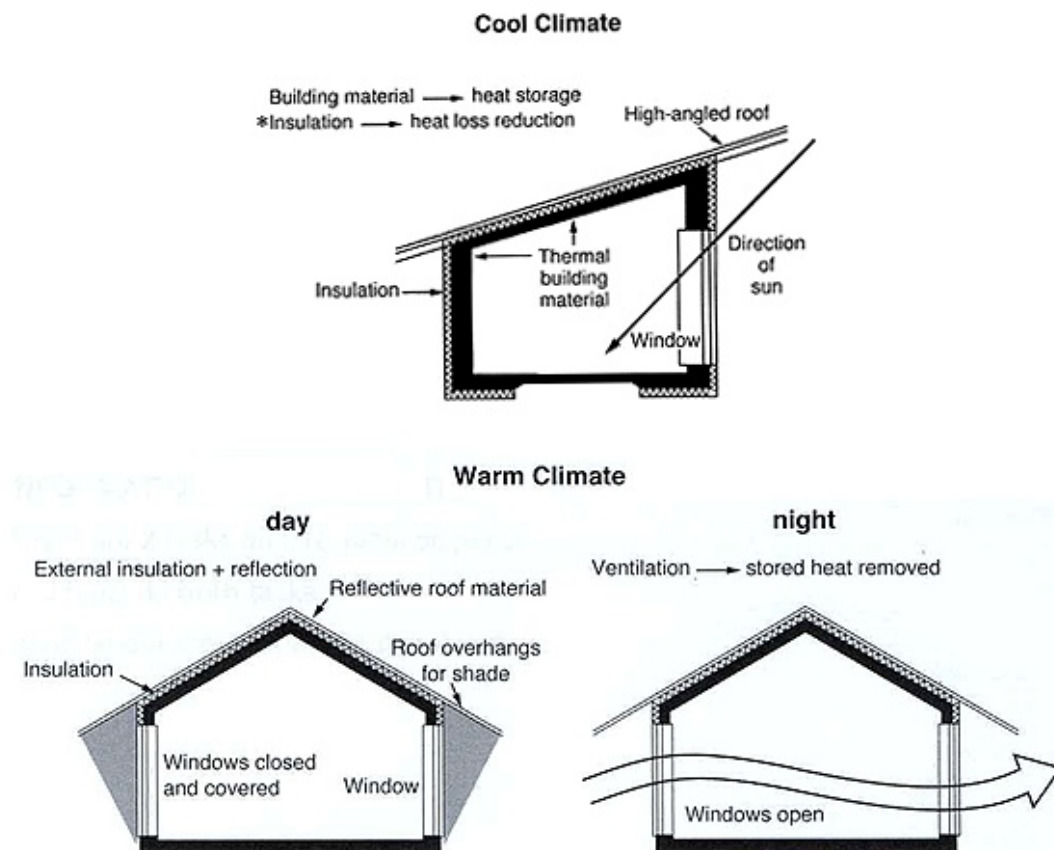 Cool Climate
Building material → heat storage
*Insulation → heat loss reduction
High-angled roof
Thermal
building
material
Direction
of
sun
Insulation
Window
Warm Climate
day
External insulation + reflection
Reflective roof material
Roof overhangs
for shade
Insulation
Windows closed
and covered
Window
night
Ventilation → stored heat removed
Windows open